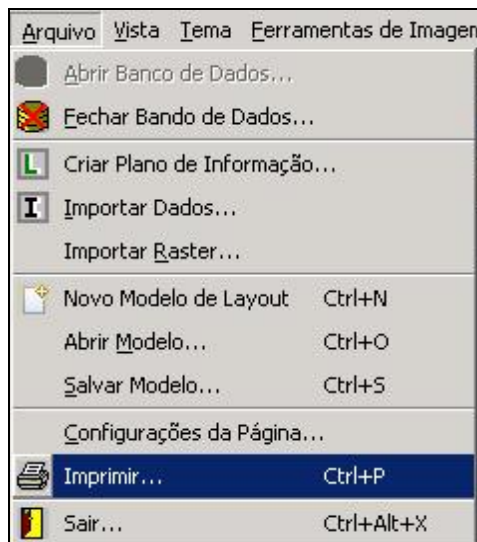 Arquivo Vista Tema Ferramentas de Imagen
Abrir Banco de Dados...
Fechar Bando de Dados...
L Criar Plano de Informação...
I Importar Dados...
Importar Raster...
Novo Modelo de Layout Ctrl+N
Abrir Modelo... Ctrl+O
Salvar Modelo... Ctrl+S
Configurações da Página...
Imprimir... Ctrl+P
Sair... Ctrl+Alt+X